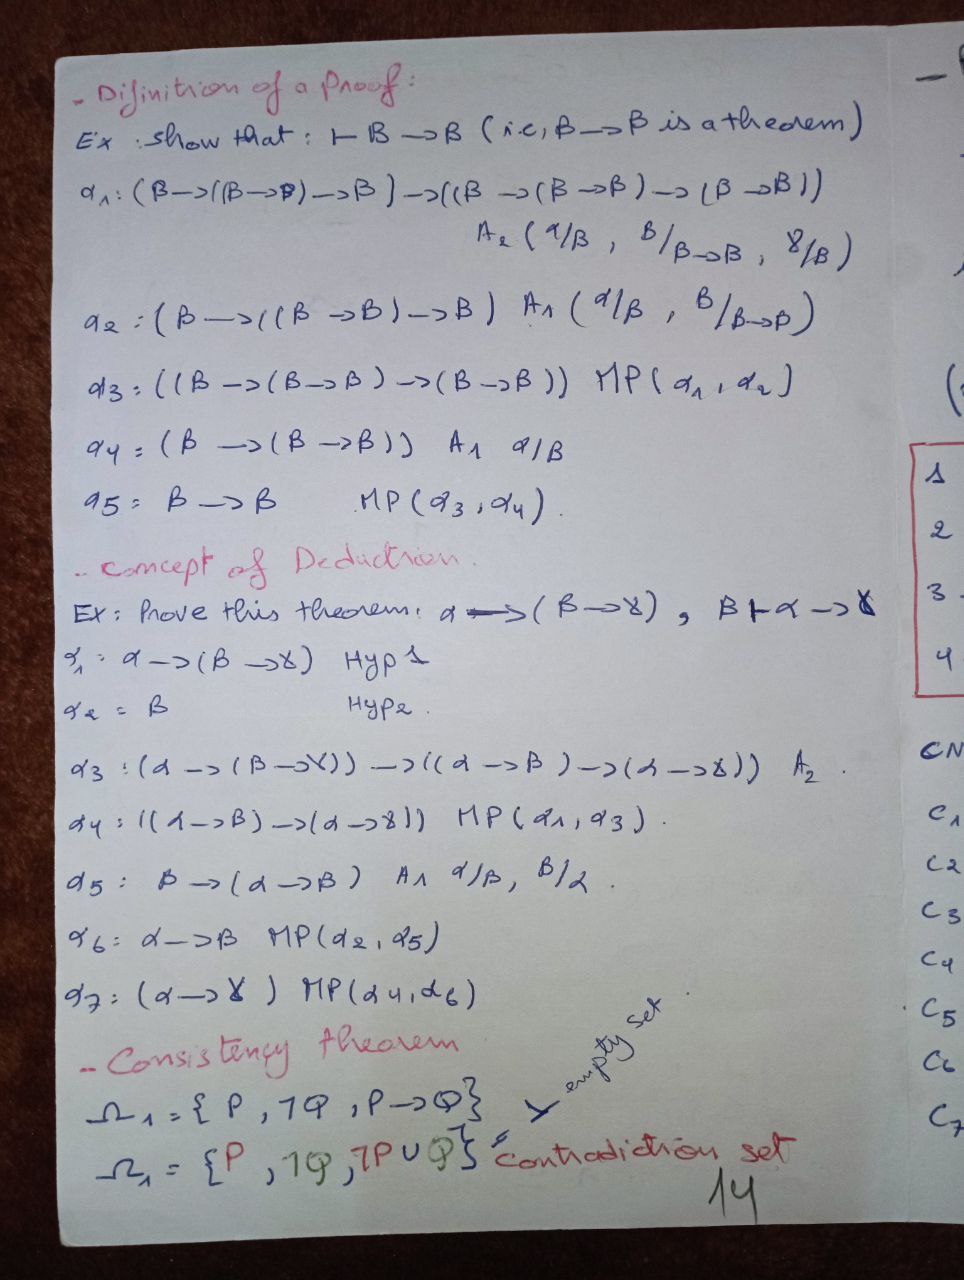 - Difinition of a Proof:
Ex : Show that : ⊢ B → B (i.e, B → B is a theorem)
α1: (B → ((B → B) → B) → ((B → (B → B) → (B → B))
A2 (α/B , B/B→B , γ/B)
α2 : (B → ((B → B) → B) A1 (α/B , B/B→B)
α3 : ((B → (B → B) → (B → B)) MP(α1, α2)
α4 = (B → (B → B)) A1 α/B
α5 = B → B MP(α3, α4).
- concept of Deduction.
Ex: Prove this theorem: α → (B → γ) , B ⊢ α → γ
α1 : α → (B → γ) Hyp 1
α2 = B Hyp2.
α3 : (α → (B → γ)) → ((α → B) → (α → γ)) A2 .
α4 : ((α → B) → (α → γ)) MP(α1, α3) .
α5 : B → (α → B) A1 α/B, B/α .
α6 = α → B MP(α2, α5)
α7 : (α → γ ) MP(α4, α6)
- Consistency theorem
Ω1 = { P , ¬Q , P → Q} empty set
Ω1 = {P , ¬Q , ¬P ∪ Q} contradiction set
14
1
2
3
4
CN
C1
C2
C3
C4
C5
C6
C7